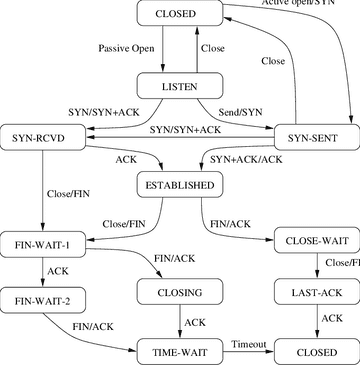 Active open/SYN
CLOSED
Passive Open
Close
Close
LISTEN
SYN/SYN+ACK
Send/SYN
SYN/SYN+ACK
SYN-RCVD
SYN-SENT
ACK
SYN+ACK/ACK
ESTABLISHED
Close/FIN
Close/FIN
FIN/ACK
FIN-WAIT-1
CLOSE-WAIT
ACK
FIN/ACK
Close/FI
FIN-WAIT-2
CLOSING
LAST-ACK
FIN/ACK
ACK
ACK
Timeout
TIME-WAIT
CLOSED